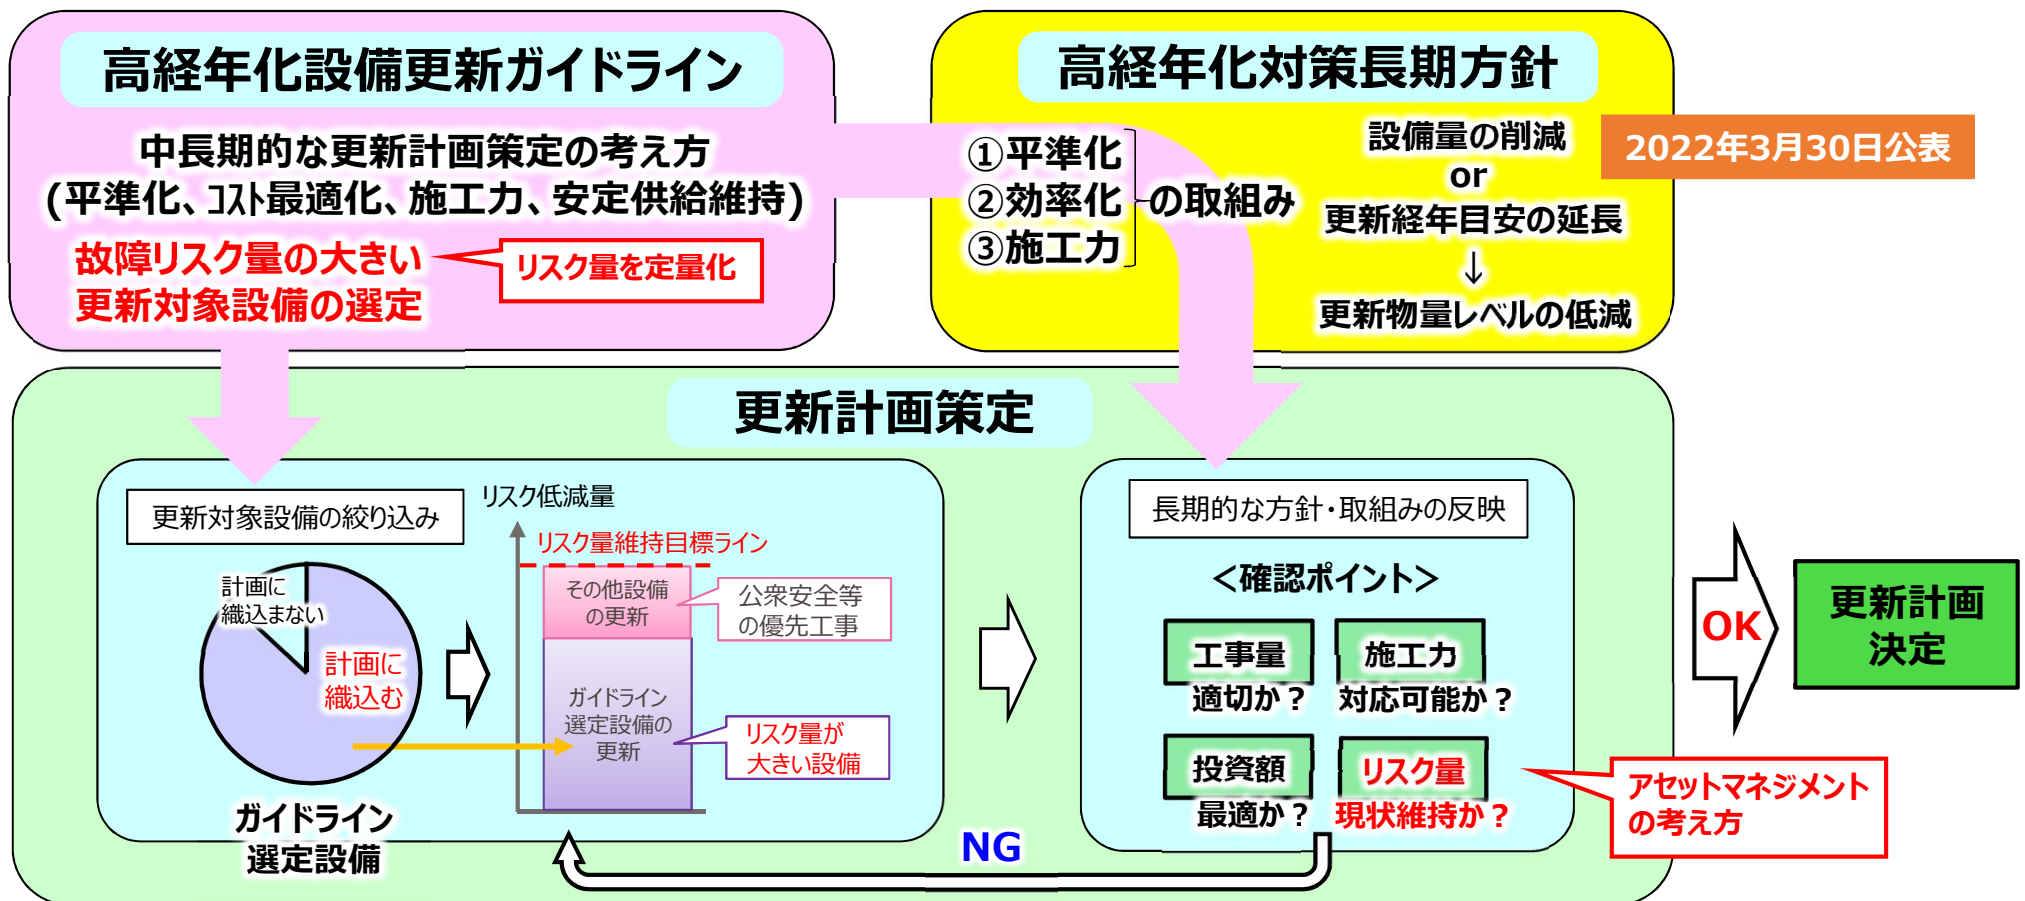 高経年化設備更新ガイドライン
中長期的な更新計画策定の考え方
(平準化、コスト最適化、施工力、安定供給維持)
故障リスク量の大きい
更新対象設備の選定
リスク量を定量化
高経年化対策長期方針
①平準化
②効率化
③施工力
の取組み
設備量の削減
or
更新経年目安の延長
↓
更新物量レベルの低減
2022年3月30日公表
更新計画策定
更新対象設備の絞り込み
計画に
織込まない
計画に
織込む
ガイドライン
選定設備
リスク低減量
リスク量維持目標ライン
その他設備
の更新
公衆安全等
の優先工事
ガイドライン
選定設備の
更新
リスク量が
大きい設備
長期的な方針・取組みの反映
＜確認ポイント＞
工事量
適切か？
施工力
対応可能か？
投資額
最適か？
リスク量
現状維持か？
アセットマネジメント
の考え方
NG
OK
更新計画
決定